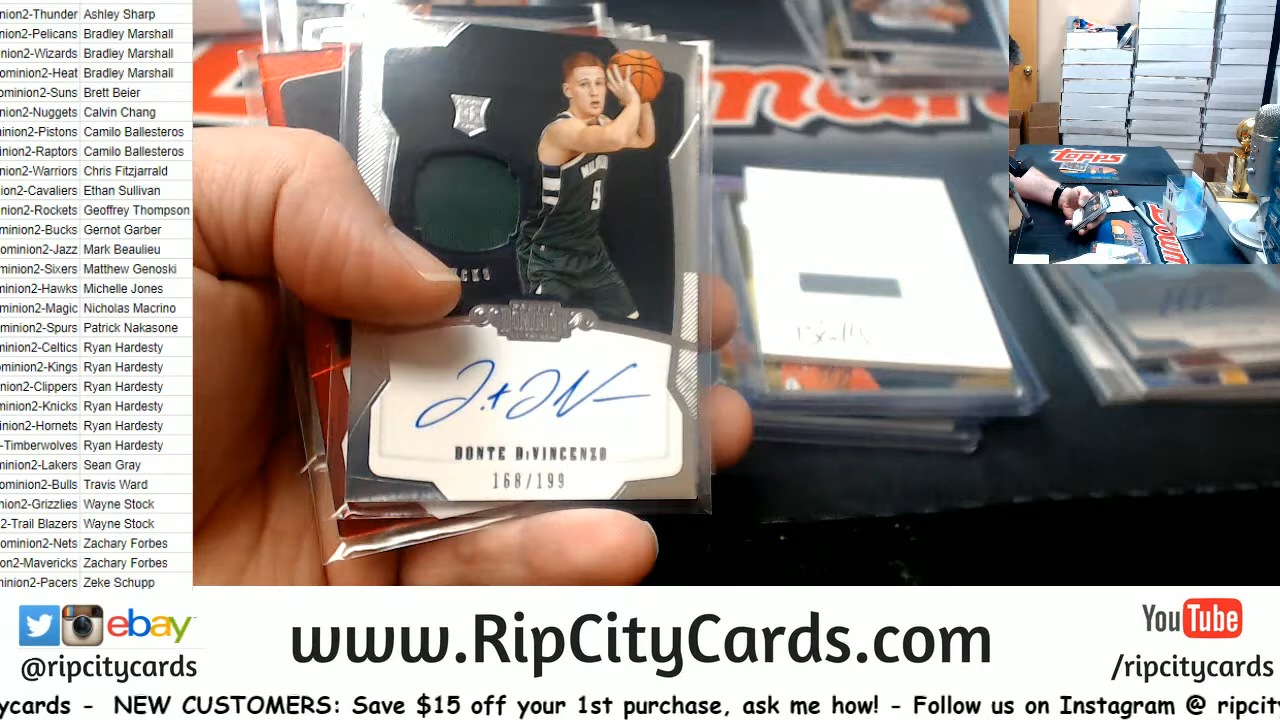 nion2-Thunder Ashley Sharp
nion2-Pelicans Bradley Marshall
nion2-Wizards Bradley Marshall
ominion2-Heat Bradley Marshall
ominion2-Suns Brett Beier
nion2-Nuggets Calvin Chang
inion2-Pistons Camilo Ballesteros
inion2-Raptors Camilo Ballesteros
nion2-Warriors Chris Fitzjarrald
ion2-Cavaliers Ethan Sullivan
nion2-Rockets Geoffrey Thompson
minion2-Bucks Gernot Garber
ominion2-Jazz Mark Beaulieu
minion2-Sixers Matthew Genoski
minion2-Hawks Michelle Jones
minion2-Magic Nicholas Macrino
minion2-Spurs Patrick Nakasone
minion2-Celtics Ryan Hardesty
ominion2-Kings Ryan Hardesty
nion2-Clippers Ryan Hardesty
minion2-Knicks Ryan Hardesty
minion2-Hornets Ryan Hardesty
-Timberwolves Ryan Hardesty
minion2-Lakers Sean Gray
ominion2-Bulls Travis Ward
nion2-Grizzlies Wayne Stock
2-Trail Blazers Wayne Stock
ominion2-Nets Zachary Forbes
on2-Mavericks Zachary Forbes
minion2-Pacers Zeke Schupp
DONTE DiVINCENZO
168/199
topps
ebay
@ripcitycards
www.RipCityCards.com
YouTube
/ripcitycards
ycards - NEW CUSTOMERS: Save $15 off your 1st purchase, ask me how! - Follow us on Instagram @ ripcit